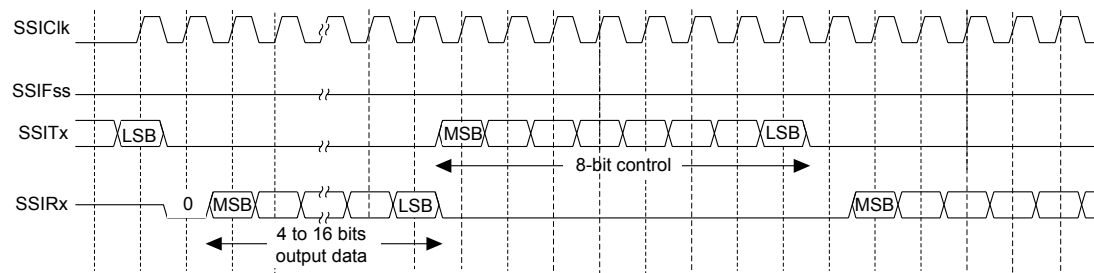 SSIClk
SSIFss
SSITx
LSB
MSB
LSB
8-bit control
SSIRx
0
MSB
LSB
MSB
4 to 16 bits
output data